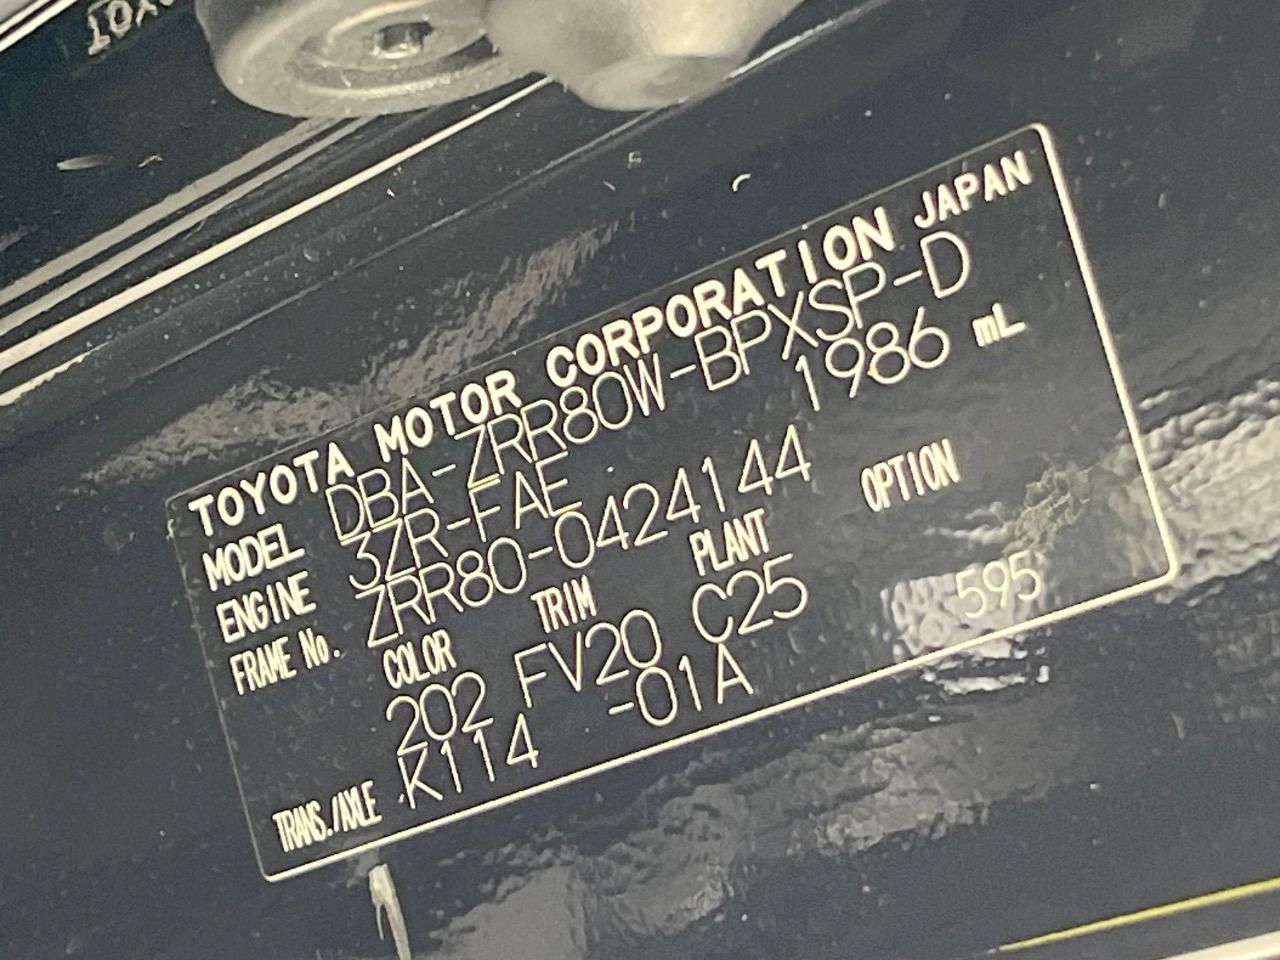 TOYOTA MOTOR CORPORATION JAPAN
MODEL DBA-ZRR80W-BPXSP-D
ENGINE 3ZR-FAE 1986 mL
FRAME No. ZRR80-0424144
COLOR TRIM PLANT OPTION
202 FV20 C25 595
TRANS./AXLE K114 -01A